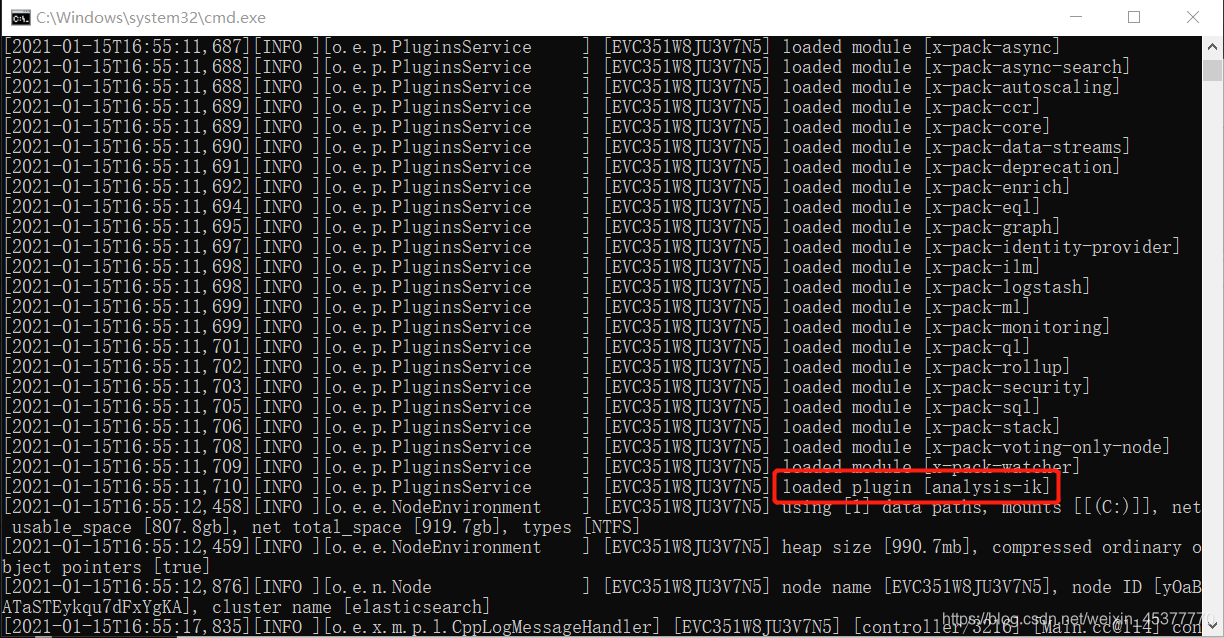 C:\Windows\system32\cmd.exe
[2021-01-15T16:55:11,687][INFO ][o.e.p.PluginsService     ] [EVC351W8JU3V7N5] loaded module [x-pack-async]
[2021-01-15T16:55:11,688][INFO ][o.e.p.PluginsService     ] [EVC351W8JU3V7N5] loaded module [x-pack-async-search]
[2021-01-15T16:55:11,688][INFO ][o.e.p.PluginsService     ] [EVC351W8JU3V7N5] loaded module [x-pack-autoscaling]
[2021-01-15T16:55:11,689][INFO ][o.e.p.PluginsService     ] [EVC351W8JU3V7N5] loaded module [x-pack-ccr]
[2021-01-15T16:55:11,689][INFO ][o.e.p.PluginsService     ] [EVC351W8JU3V7N5] loaded module [x-pack-core]
[2021-01-15T16:55:11,690][INFO ][o.e.p.PluginsService     ] [EVC351W8JU3V7N5] loaded module [x-pack-data-streams]
[2021-01-15T16:55:11,691][INFO ][o.e.p.PluginsService     ] [EVC351W8JU3V7N5] loaded module [x-pack-deprecation]
[2021-01-15T16:55:11,692][INFO ][o.e.p.PluginsService     ] [EVC351W8JU3V7N5] loaded module [x-pack-enrich]
[2021-01-15T16:55:11,694][INFO ][o.e.p.PluginsService     ] [EVC351W8JU3V7N5] loaded module [x-pack-eql]
[2021-01-15T16:55:11,695][INFO ][o.e.p.PluginsService     ] [EVC351W8JU3V7N5] loaded module [x-pack-graph]
[2021-01-15T16:55:11,697][INFO ][o.e.p.PluginsService     ] [EVC351W8JU3V7N5] loaded module [x-pack-identity-provider]
[2021-01-15T16:55:11,698][INFO ][o.e.p.PluginsService     ] [EVC351W8JU3V7N5] loaded module [x-pack-ilm]
[2021-01-15T16:55:11,698][INFO ][o.e.p.PluginsService     ] [EVC351W8JU3V7N5] loaded module [x-pack-logstash]
[2021-01-15T16:55:11,699][INFO ][o.e.p.PluginsService     ] [EVC351W8JU3V7N5] loaded module [x-pack-ml]
[2021-01-15T16:55:11,699][INFO ][o.e.p.PluginsService     ] [EVC351W8JU3V7N5] loaded module [x-pack-monitoring]
[2021-01-15T16:55:11,701][INFO ][o.e.p.PluginsService     ] [EVC351W8JU3V7N5] loaded module [x-pack-ql]
[2021-01-15T16:55:11,702][INFO ][o.e.p.PluginsService     ] [EVC351W8JU3V7N5] loaded module [x-pack-rollup]
[2021-01-15T16:55:11,703][INFO ][o.e.p.PluginsService     ] [EVC351W8JU3V7N5] loaded module [x-pack-security]
[2021-01-15T16:55:11,705][INFO ][o.e.p.PluginsService     ] [EVC351W8JU3V7N5] loaded module [x-pack-sql]
[2021-01-15T16:55:11,706][INFO ][o.e.p.PluginsService     ] [EVC351W8JU3V7N5] loaded module [x-pack-stack]
[2021-01-15T16:55:11,708][INFO ][o.e.p.PluginsService     ] [EVC351W8JU3V7N5] loaded module [x-pack-voting-only-node]
[2021-01-15T16:55:11,709][INFO ][o.e.p.PluginsService     ] [EVC351W8JU3V7N5] loaded module [x-pack-watcher]
[2021-01-15T16:55:11,710][INFO ][o.e.p.PluginsService     ] [EVC351W8JU3V7N5] loaded plugin [analysis-ik]
[2021-01-15T16:55:12,458][INFO ][o.e.e.NodeEnvironment    ] [EVC351W8JU3V7N5] using [1] data paths, mounts [[(C:)]], net
usable_space [807.8gb], net total_space [919.7gb], types [NTFS]
[2021-01-15T16:55:12,459][INFO ][o.e.e.NodeEnvironment    ] [EVC351W8JU3V7N5] heap size [990.7mb], compressed ordinary o
bject pointers [true]
[2021-01-15T16:55:12,876][INFO ][o.e.n.Node               ] [EVC351W8JU3V7N5] node name [EVC351W8JU3V7N5], node ID [yOaB
ATaSTEykqu7dFxYgKA], cluster name [elasticsearch]
[2021-01-15T16:55:17,835][INFO ][o.e.x.m.p.l.CppLogMessageHandler] [EVC351W8JU3V7N5] [controller/3216] [Main.cc@114] con